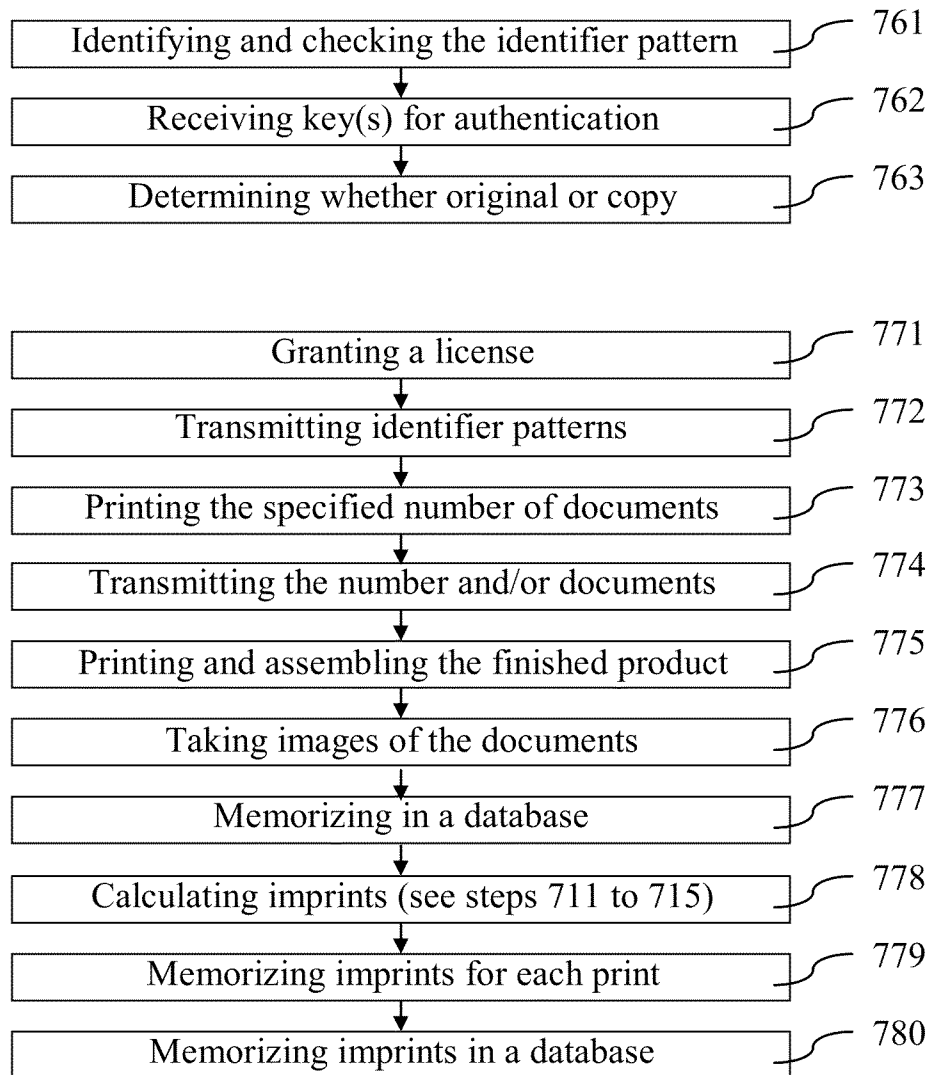 Identifying and checking the identifier pattern 761
Receiving key(s) for authentication 762
Determining whether original or copy 763
Granting a license 771
Transmitting identifier patterns 772
Printing the specified number of documents 773
Transmitting the number and/or documents 774
Printing and assembling the finished product 775
Taking images of the documents 776
Memorizing in a database 777
Calculating imprints (see steps 711 to 715) 778
Memorizing imprints for each print 779
Memorizing imprints in a database 780